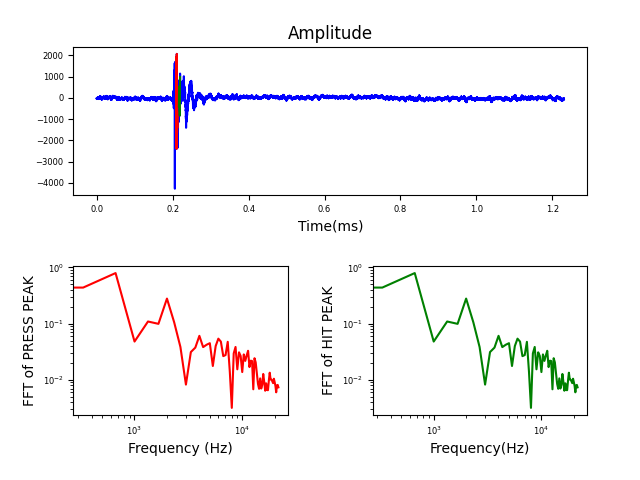 Amplitude
2000
1000
0
−1000
−2000
−3000
−4000
0.0 0.2 0.4 0.6 0.8 1.0 1.2
Time(ms)
FFT of PRESS PEAK
10⁰
10⁻¹
10⁻²
10³ 10⁴
Frequency (Hz)
FFT of HIT PEAK
10⁰
10⁻¹
10⁻²
10³ 10⁴
Frequency(Hz)